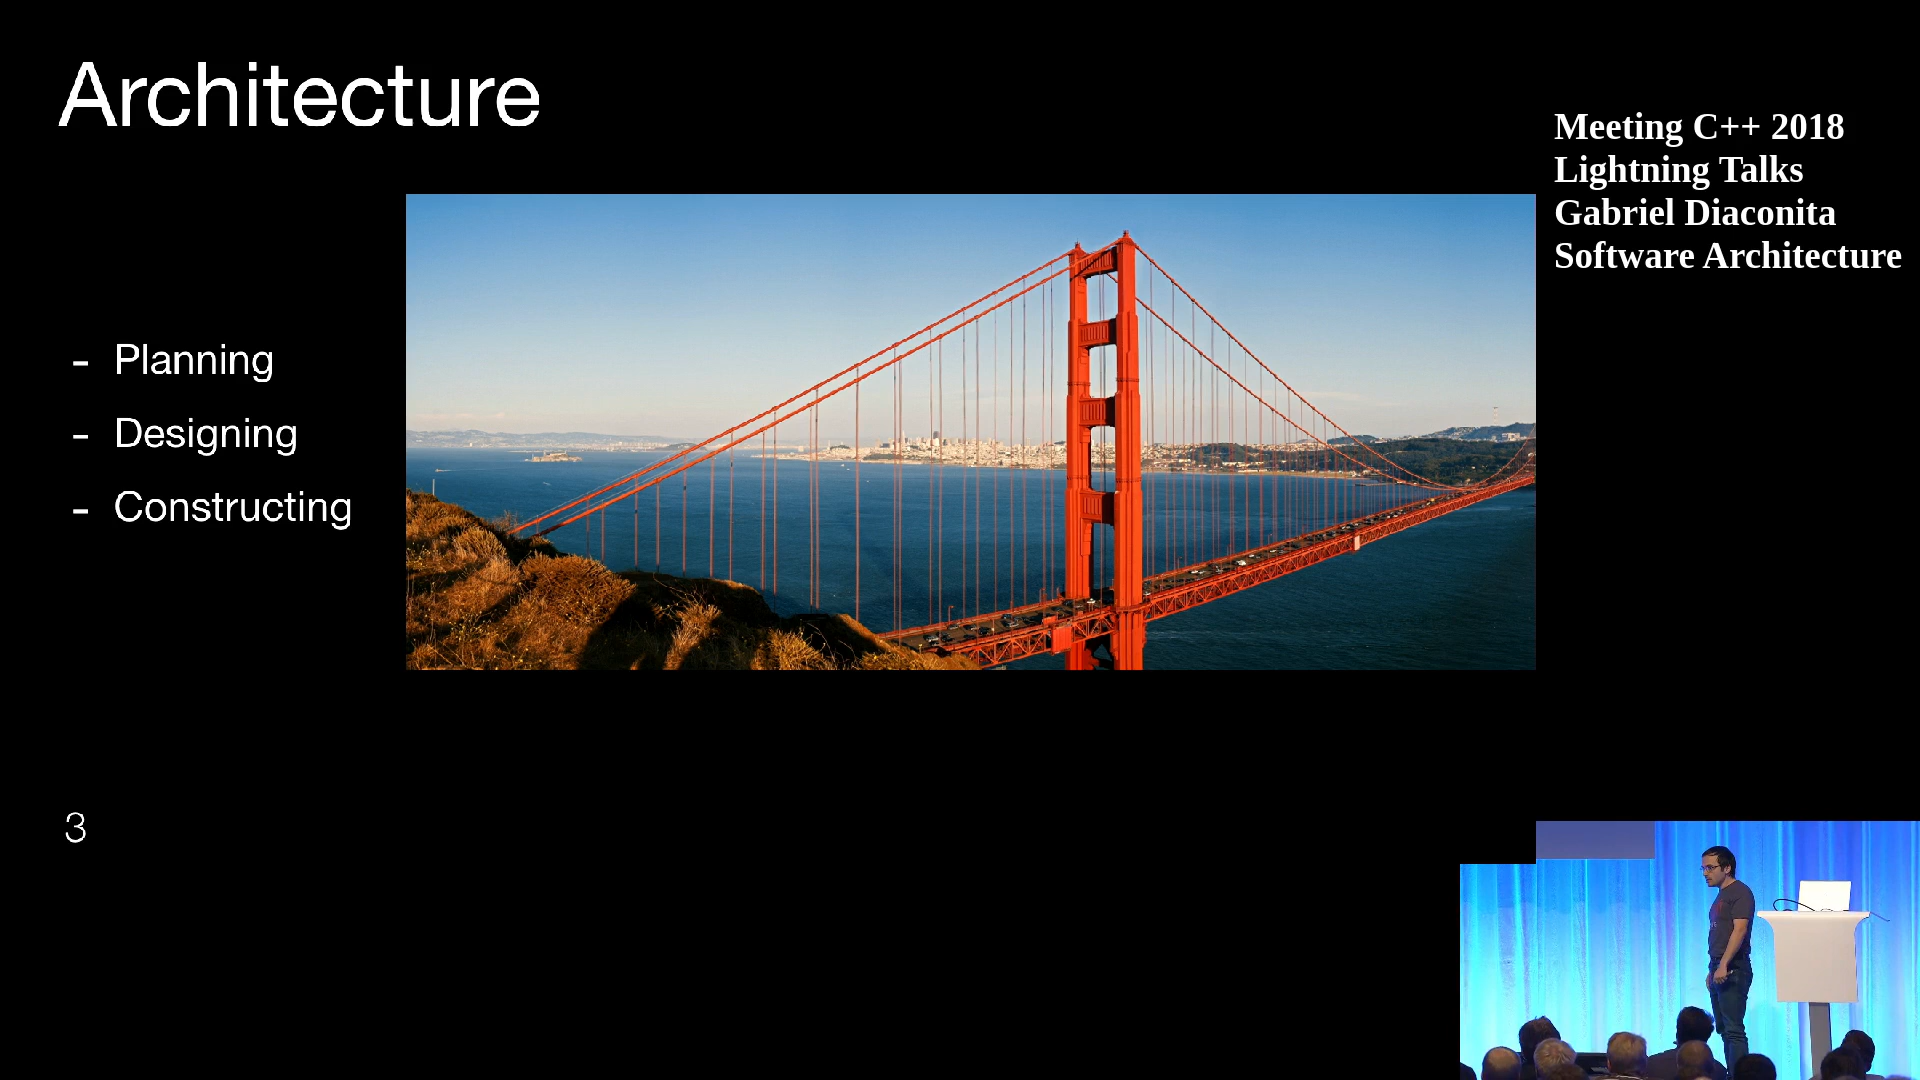 Architecture
Meeting C++ 2018
Lightning Talks
Gabriel Diaconita
Software Architecture
- Planning
- Designing
- Constructing
3